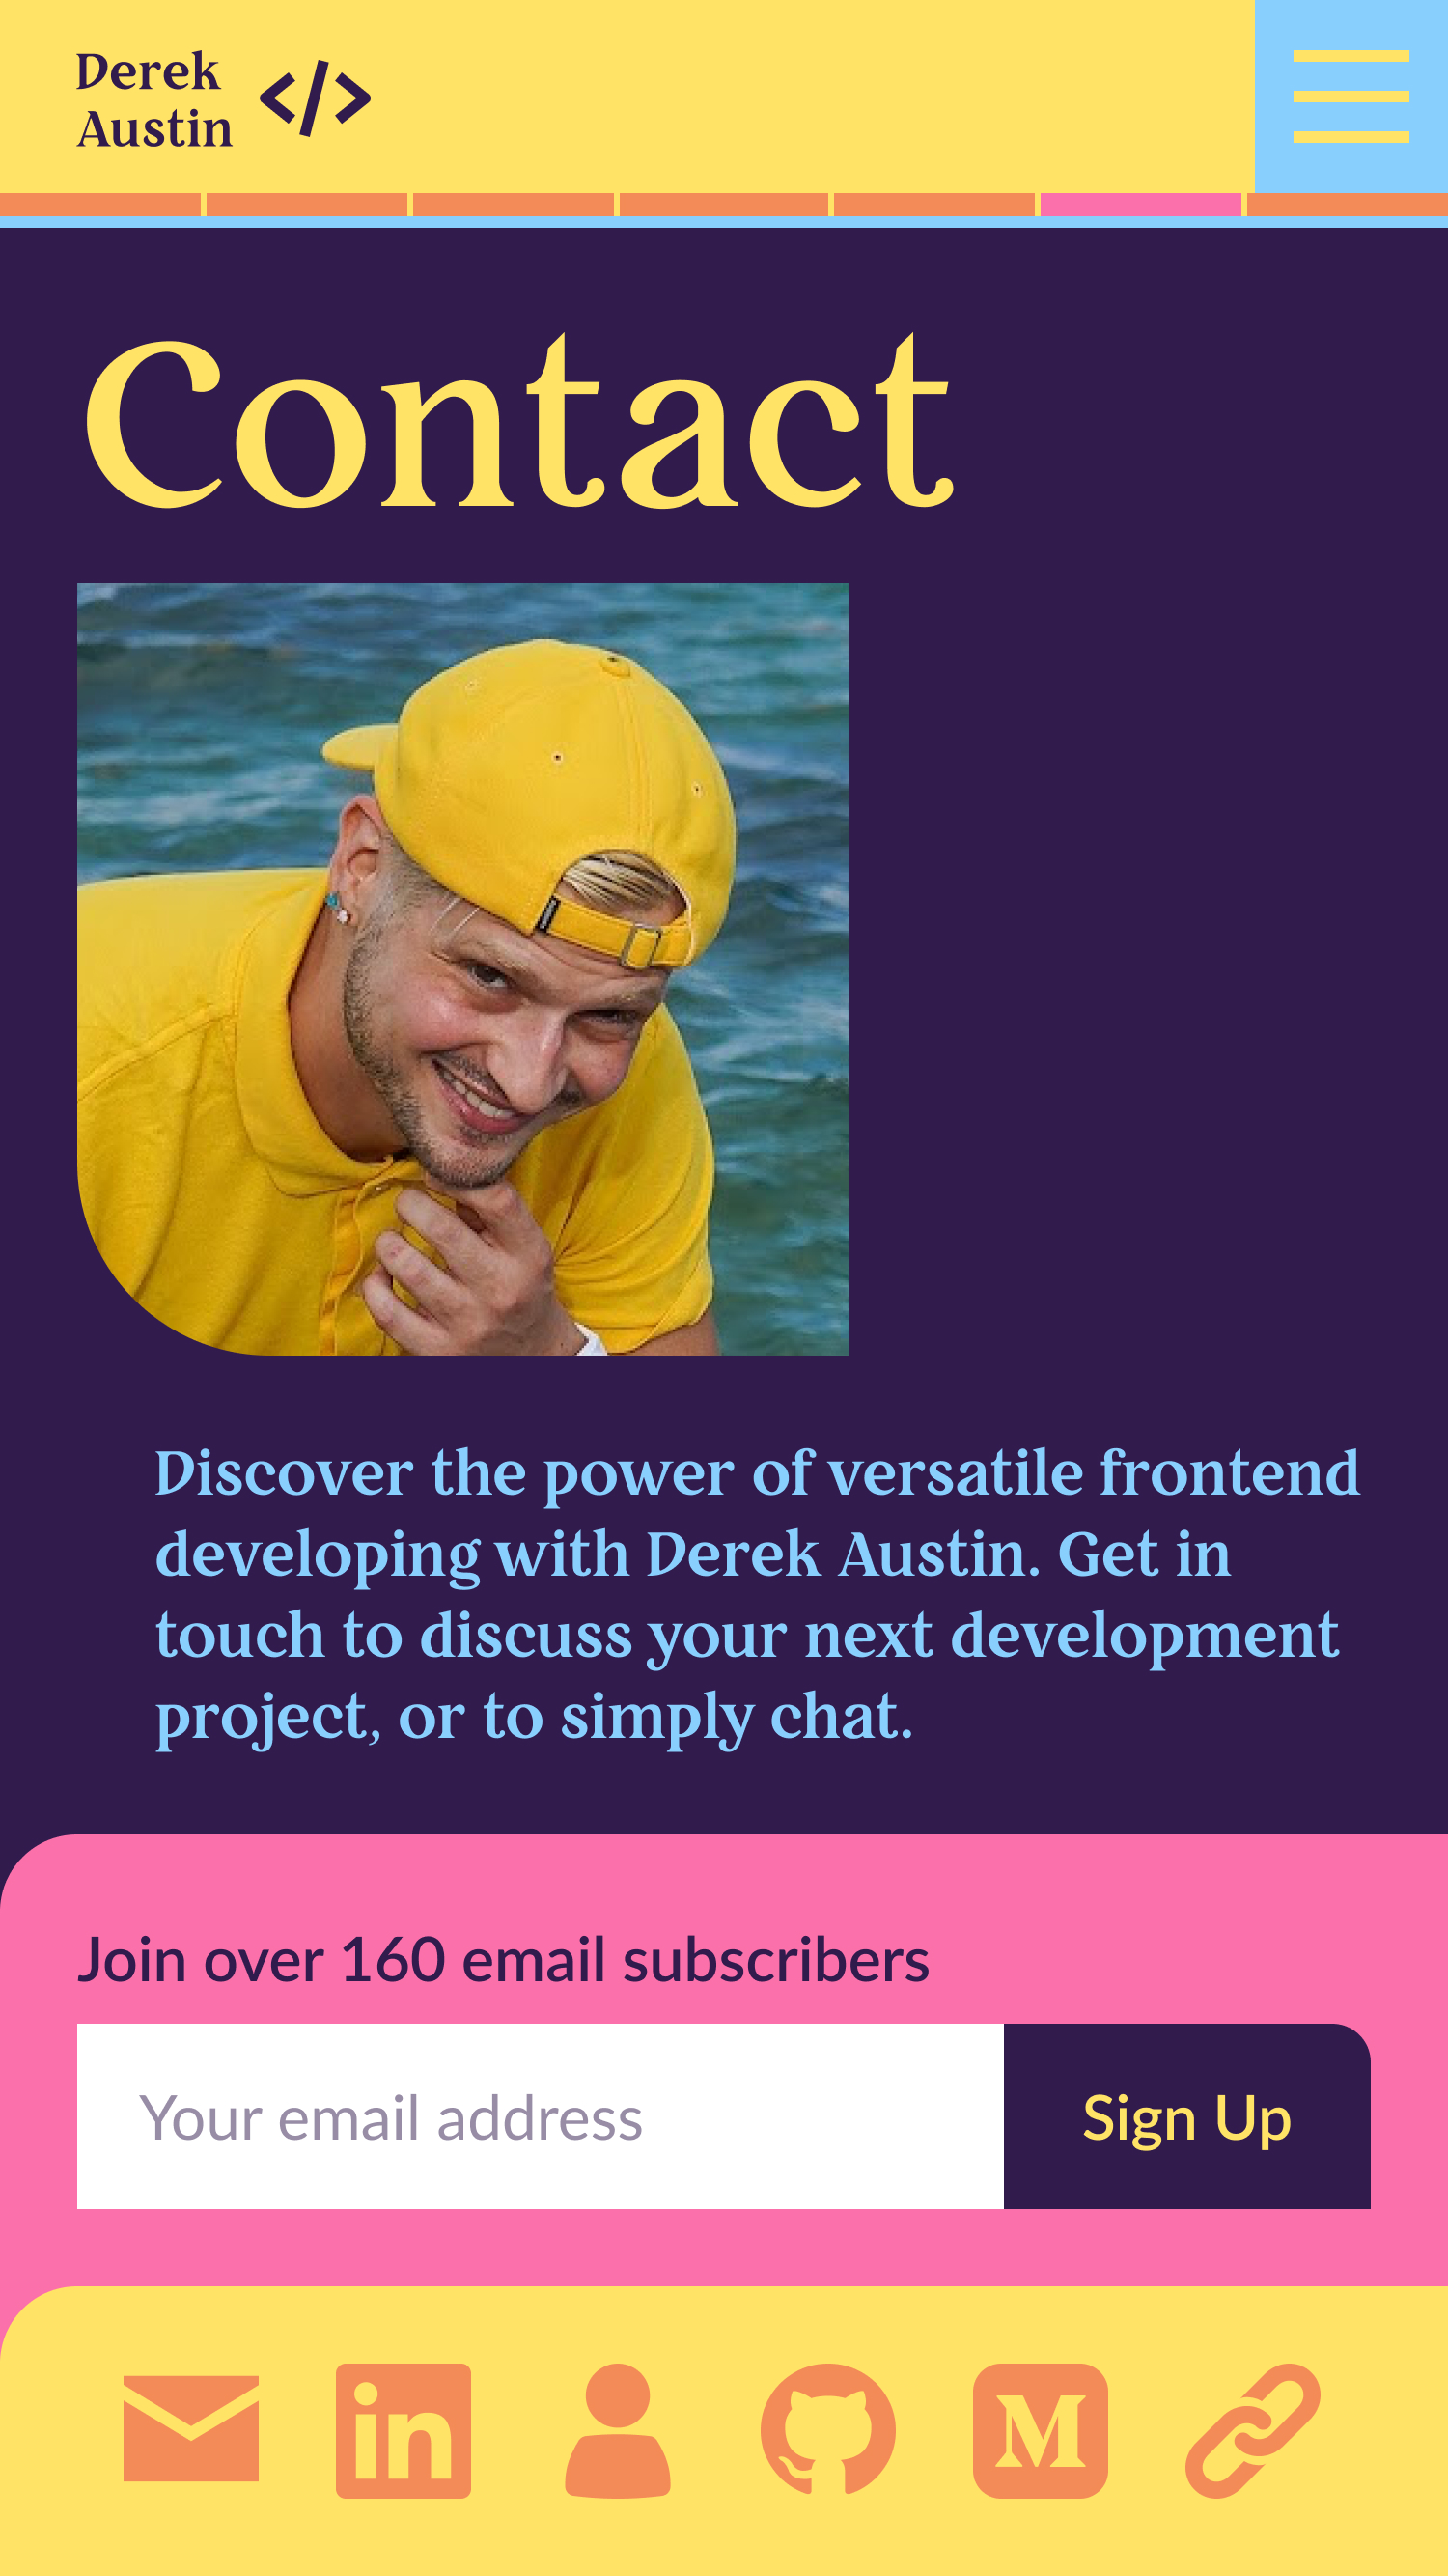 Derek
Austin
Contact
Discover the power of versatile frontend
developing with Derek Austin. Get in
touch to discuss your next development
project, or to simply chat.
Join over 160 email subscribers
Your email address
Sign Up